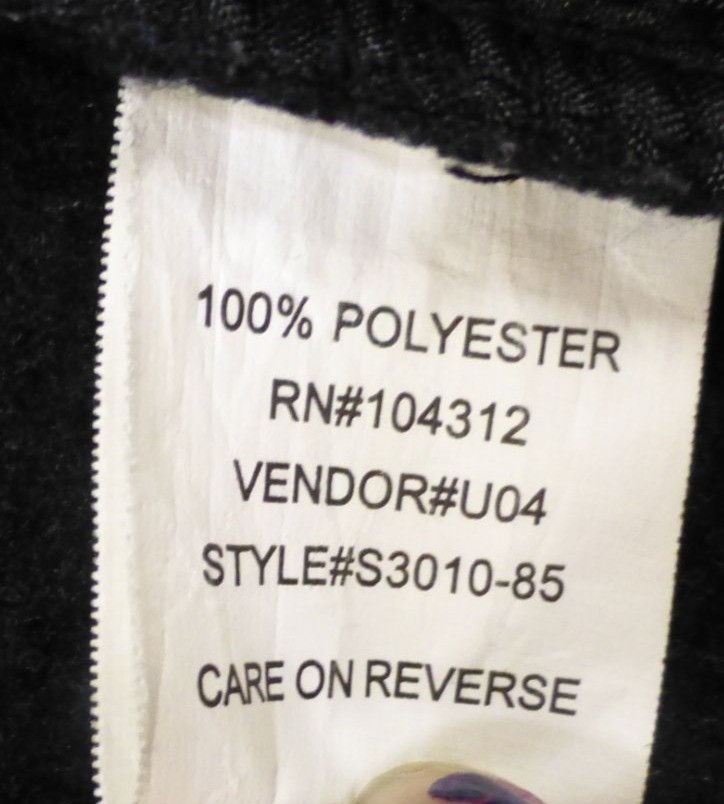 100% POLYESTER
RN#104312
VENDOR#U04
STYLE#S3010-85
CARE ON REVERSE